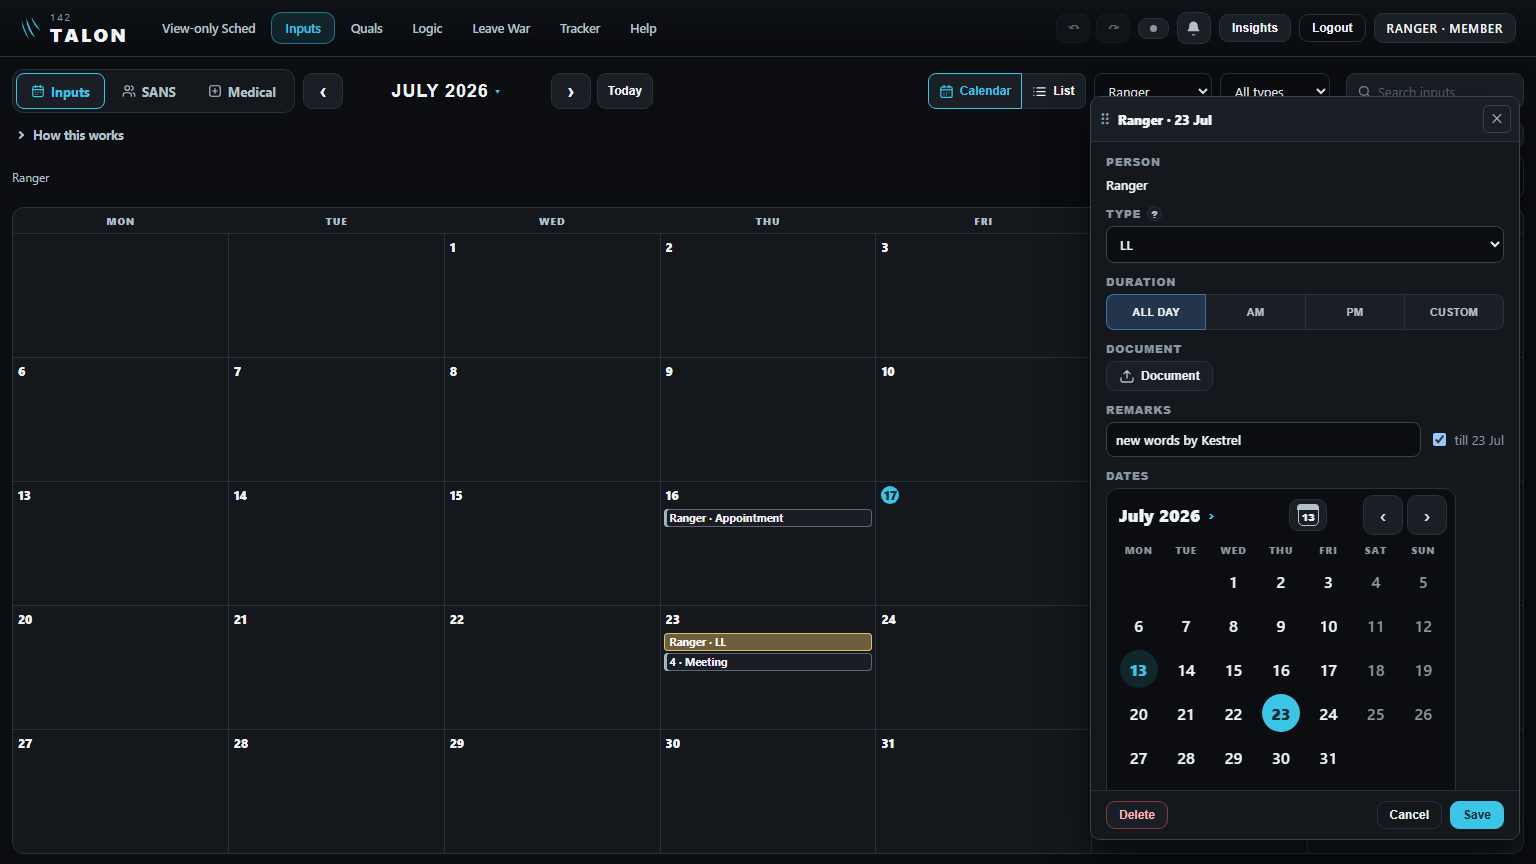 142
TALON
View-only Sched
Inputs
Quals
Logic
Leave War
Tracker
Help
Insights
Logout
RANGER · MEMBER
Inputs
SANS
Medical
‹
JULY 2026
›
Today
Calendar
List
Ranger
All types
Search inputs
How this works
Ranger
MON TUE WED THU FRI
1 2 3
6 7 8 9 10
13 14 15 16 17
Ranger · Appointment
20 21 22 23 24
Ranger · LL
4 · Meeting
27 28 29 30 31
Ranger · 23 Jul
PERSON
Ranger
TYPE ?
LL
DURATION
ALL DAY AM PM CUSTOM
DOCUMENT
Document
REMARKS
new words by Kestrel
till 23 Jul
DATES
July 2026 ›
13
‹ ›
MON TUE WED THU FRI SAT SUN
1 2 3 4 5
6 7 8 9 10 11 12
13 14 15 16 17 18 19
20 21 22 23 24 25 26
27 28 29 30 31
Delete
Cancel
Save